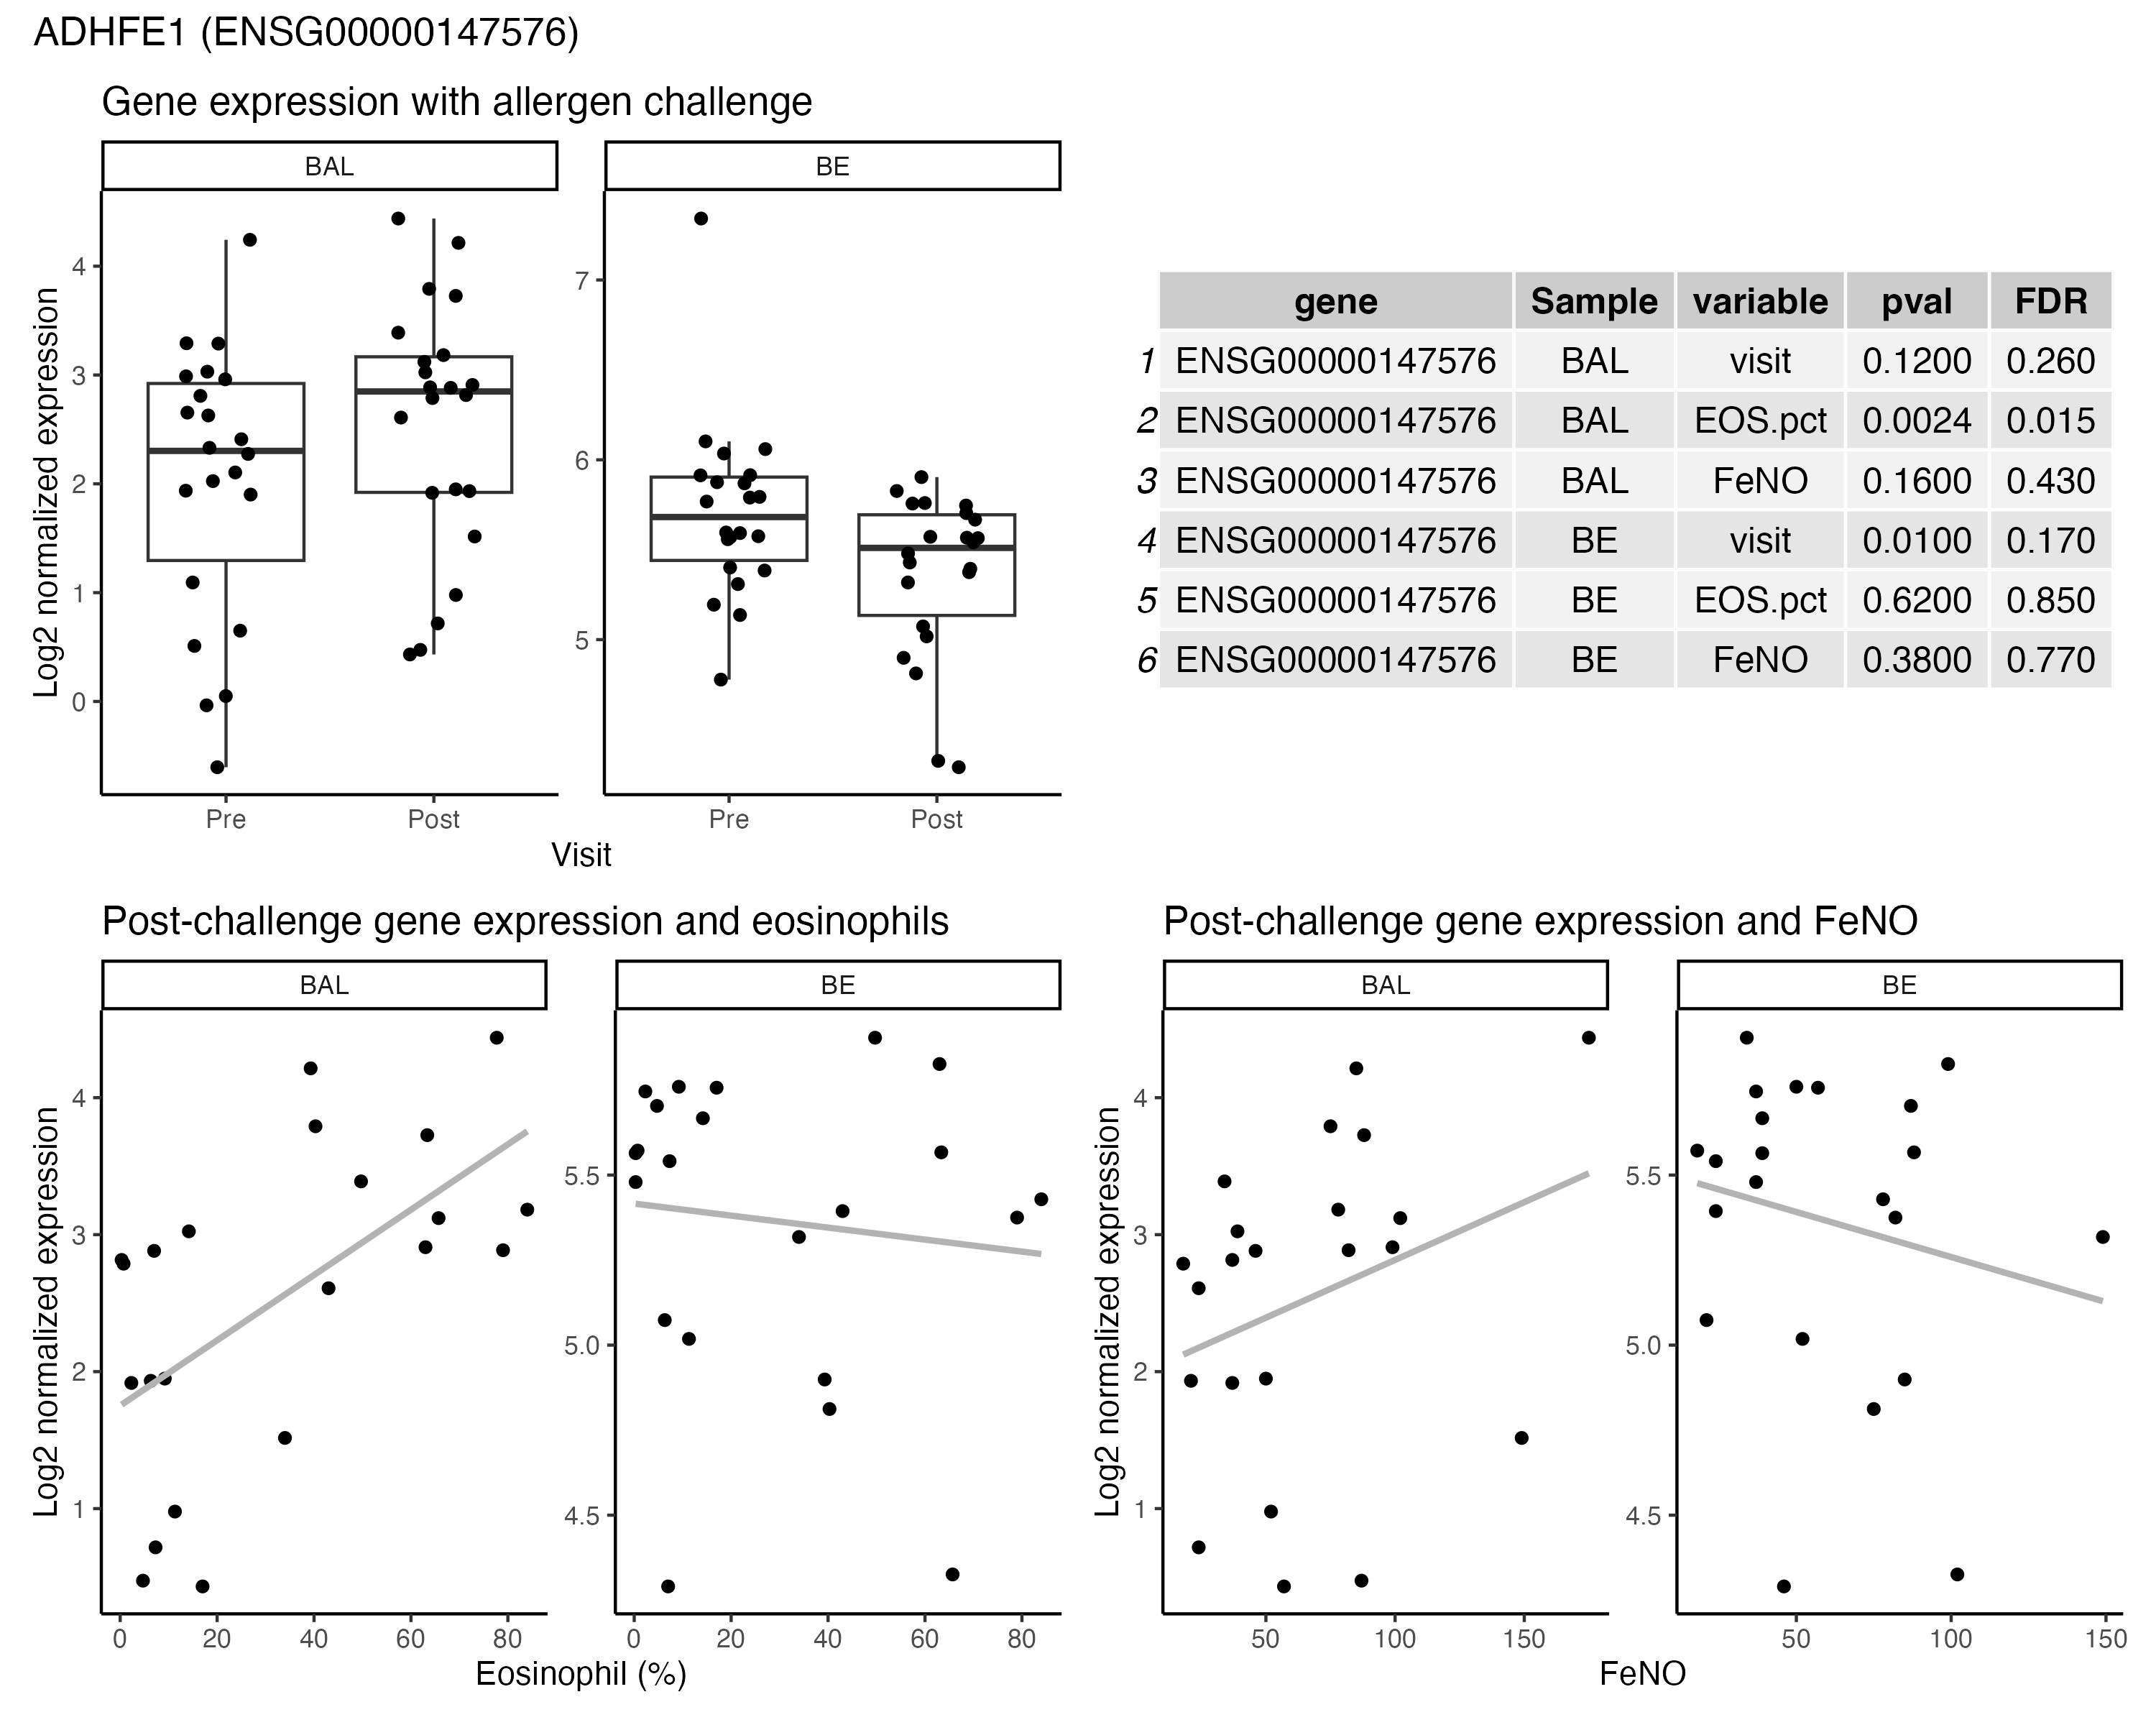 ADHFE1 (ENSG00000147576)
Gene expression with allergen challenge
BAL
BE
Log2 normalized expression
4
3
2
1
0
7
6
5
Pre
Post
Pre
Post
Visit
gene Sample variable pval FDR
1 ENSG00000147576 BAL visit 0.1200 0.260
2 ENSG00000147576 BAL EOS.pct 0.0024 0.015
3 ENSG00000147576 BAL FeNO 0.1600 0.430
4 ENSG00000147576 BE visit 0.0100 0.170
5 ENSG00000147576 BE EOS.pct 0.6200 0.850
6 ENSG00000147576 BE FeNO 0.3800 0.770
Post-challenge gene expression and eosinophils
BAL
BE
Log2 normalized expression
4
3
2
1
5.5
5.0
4.5
0 20 40 60 80
0 20 40 60 80
Eosinophil (%)
Post-challenge gene expression and FeNO
BAL
BE
Log2 normalized expression
4
3
2
1
5.5
5.0
4.5
50 100 150
50 100 150
FeNO